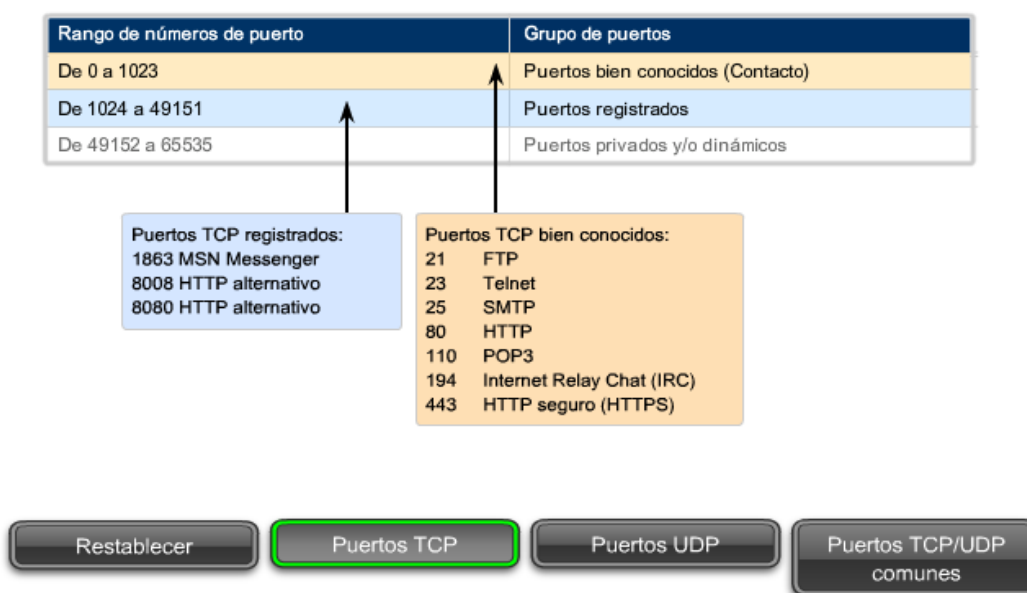 Rango de números de puerto Grupo de puertos
De 0 a 1023 Puertos bien conocidos (Contacto)
De 1024 a 49151 Puertos registrados
De 49152 a 65535 Puertos privados y/o dinámicos
Puertos TCP registrados:
1863 MSN Messenger
8008 HTTP alternativo
8080 HTTP alternativo
Puertos TCP bien conocidos:
21 FTP
23 Telnet
25 SMTP
80 HTTP
110 POP3
194 Internet Relay Chat (IRC)
443 HTTP seguro (HTTPS)
Restablecer
Puertos TCP
Puertos UDP
Puertos TCP/UDP
comunes